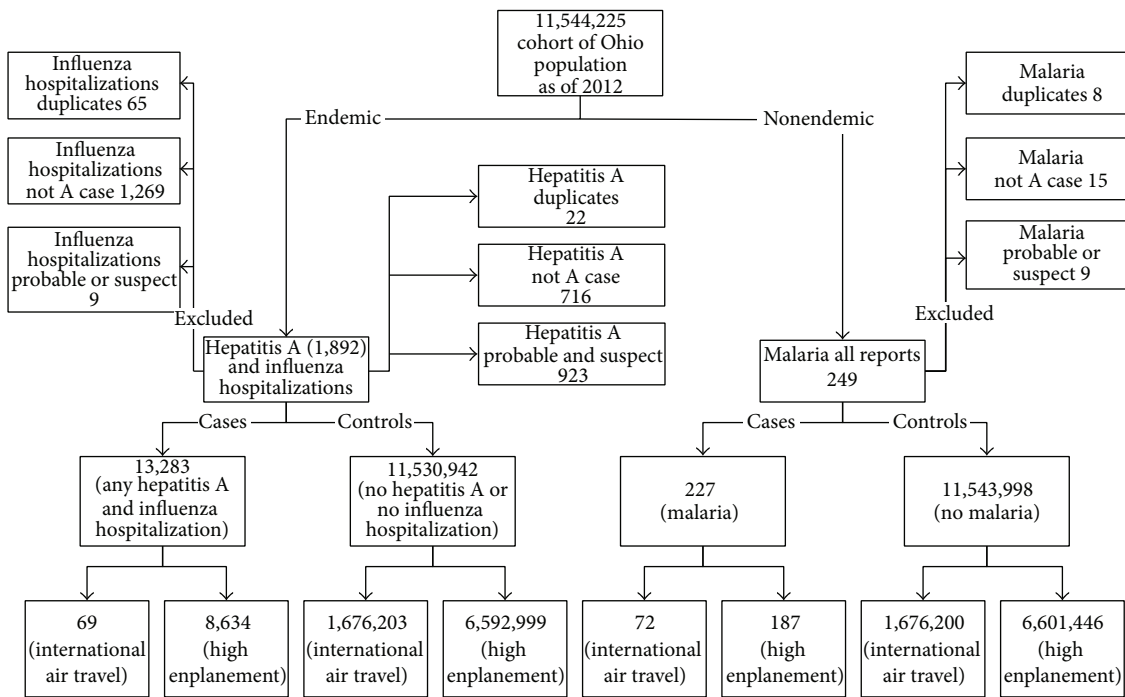 11,544,225
cohort of Ohio
population
as of 2012
Influenza
hospitalizations
duplicates 65
Malaria
duplicates 8
Endemic
Nonendemic
Influenza
hospitalizations
not A case 1,269
Hepatitis A
duplicates
22
Malaria
not A case 15
Influenza
hospitalizations
probable or suspect
9
Hepatitis A
not A case
716
Malaria
probable or
suspect 9
Excluded
Excluded
Hepatitis A (1,892)
and influenza
hospitalizations
Hepatitis A
probable and suspect
923
Malaria all reports
249
Cases
Controls
Cases
Controls
13,283
(any hepatitis A
and influenza
hospitalization)
11,530,942
(no hepatitis A or
no influenza
hospitalization)
227
(malaria)
11,543,998
(no malaria)
69
(international
air travel)
8,634
(high
enplanement)
1,676,203
(international
air travel)
6,592,999
(high
enplanement)
72
(international
air travel)
187
(high
enplanement)
1,676,200
(international
air travel)
6,601,446
(high
enplanement)